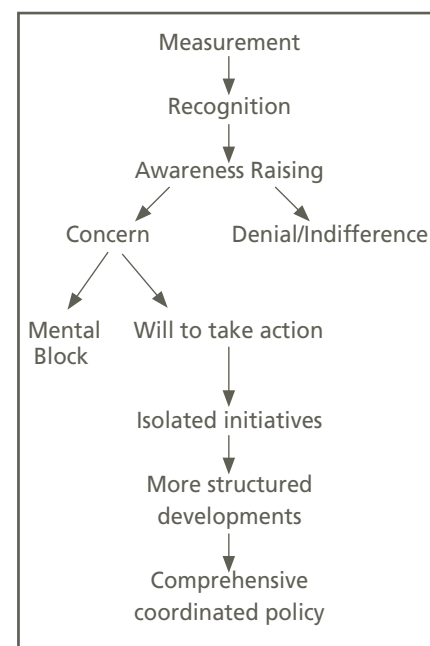 Measurement
Recognition
Awareness Raising
Concern
Denial/Indifference
Mental
Block
Will to take action
Isolated initiatives
More structured
developments
Comprehensive
coordinated policy